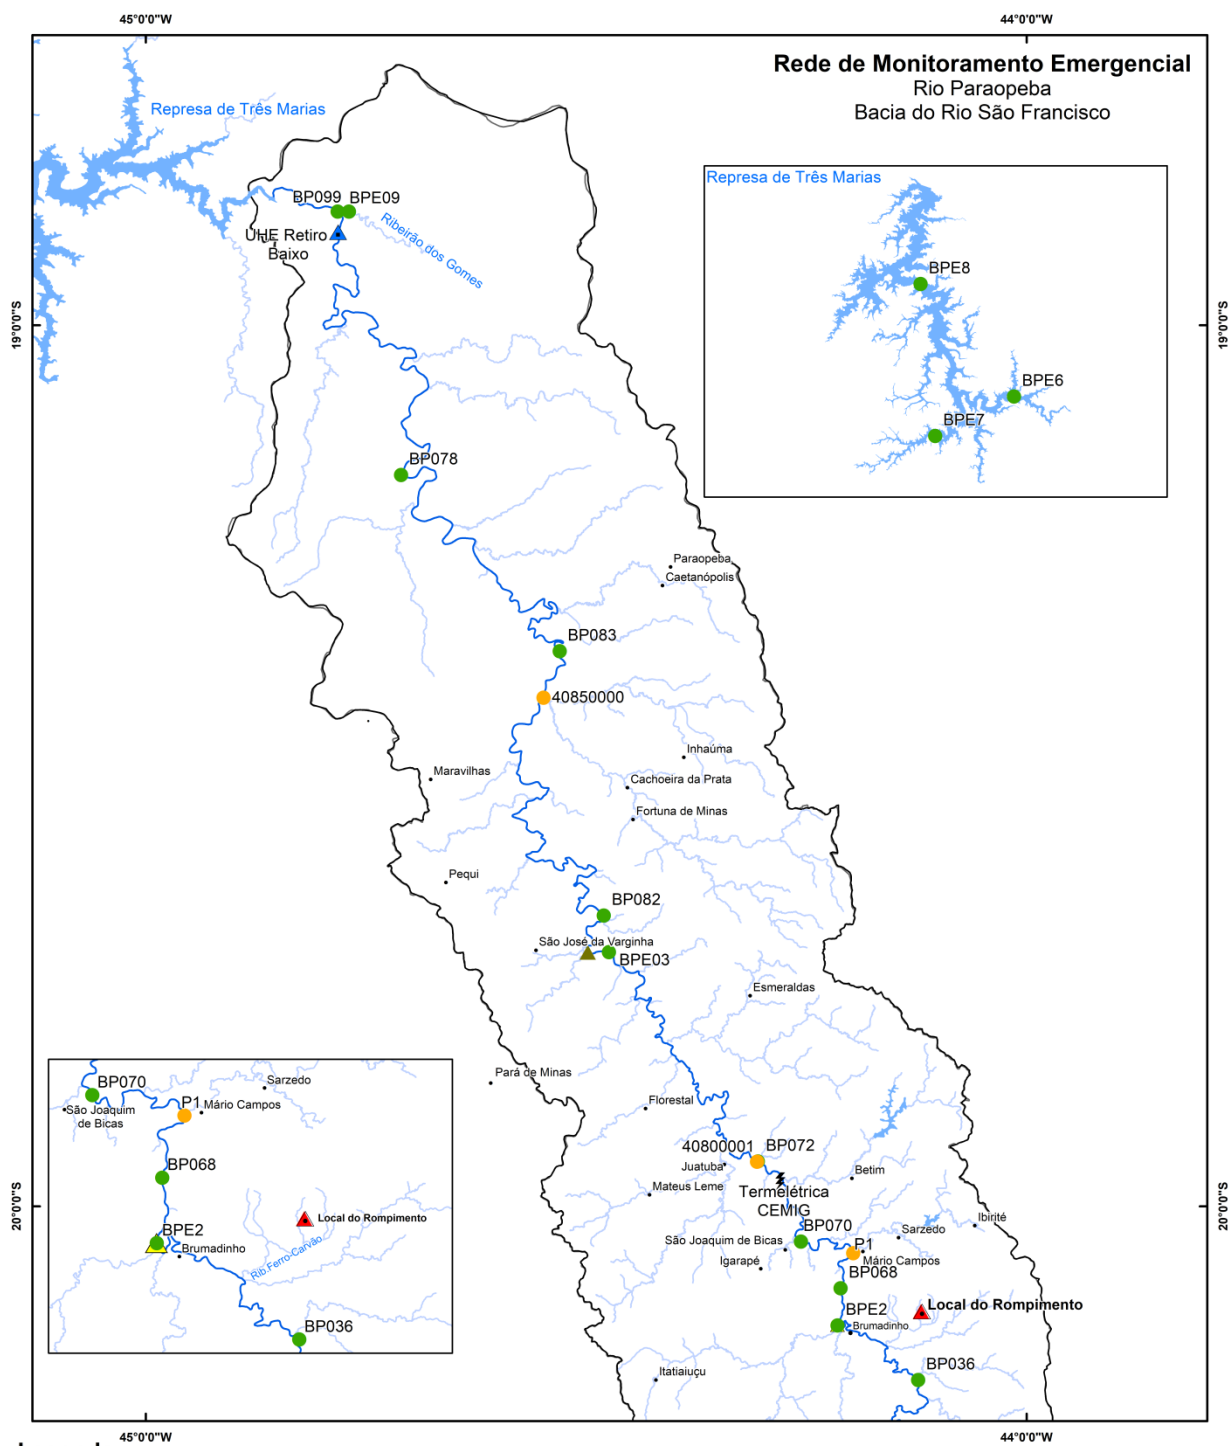 45°0'0"W
44°0'0"W
Rede de Monitoramento Emergencial
Rio Paraopeba
Bacia do Rio São Francisco
Represa de Três Marias
Represa de Três Marias
BPE8
BPE6
BPE7
BP099
BPE09
Ribeirão dos Gomes
UHE Retiro
Baixo
19°0'0"S
19°0'0"S
BP078
Paraopeba
Caetanópolis
BP083
40850000
Inhaúma
Maravilhas
Cachoeira da Prata
Fortuna de Minas
Pequi
BP082
São José da Varginha
BPE03
Esmeraldas
Pará de Minas
Florestal
40800001
BP072
Juatuba
Betim
Mateus Leme
Termelétrica
CEMIG
20°0'0"S
20°0'0"S
Ibirité
BP070
Sarzedo
São Joaquim de Bicas
P1
Mário Campos
Igarapé
BP068
Local do Rompimento
BPE2
Brumadinho
BP036
Itatiaiuçu
BP070
Sarzedo
P1
Mário Campos
São Joaquim
de Bicas
BP068
Local do Rompimento
BPE2
Brumadinho
Rib.Ferro-Carvão
BP036
45°0'0"W
44°0'0"W